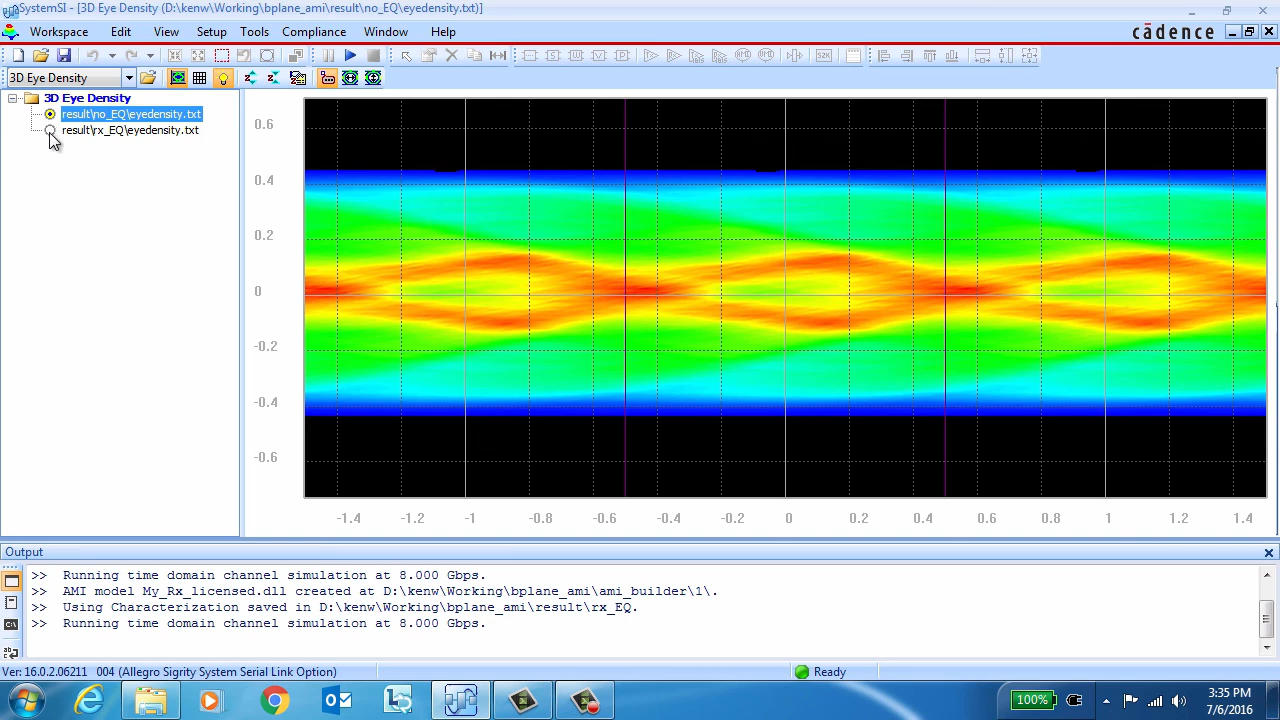 SystemSI - [3D Eye Density (D:\kenw\Working\bplane_ami\result\no_EQ\eyedensity.txt)]
Workspace Edit View Setup Tools Compliance Window Help
cādence
3D Eye Density
3D Eye Density
result\no_EQ\eyedensity.txt
result\rx_EQ\eyedensity.txt
0.6
0.4
0.2
0
-0.2
-0.4
-0.6
-1.4 -1.2 -1 -0.8 -0.6 -0.4 -0.2 0 0.2 0.4 0.6 0.8 1 1.2 1.4
Output
>> Running time domain channel simulation at 8.000 Gbps.
>> AMI model My_Rx_licensed.dll created at D:\kenw\Working\bplane_ami\ami_builder\1\.
>> Using Characterization saved in D:\kenw\Working\bplane_ami\result\rx_EQ.
>> Running time domain channel simulation at 8.000 Gbps.
Ver: 16.0.2.06211 004 (Allegro Sigrity System Serial Link Option)
Ready
100%
3:35 PM
7/6/2016